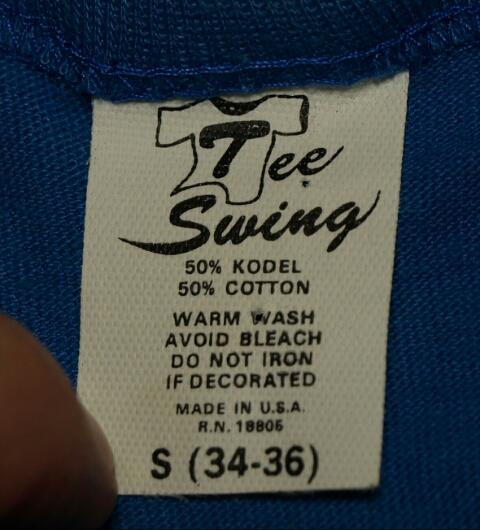 Tee
Swing
50% KODEL
50% COTTON
WARM WASH
AVOID BLEACH
DO NOT IRON
IF DECORATED
MADE IN U.S.A.
R.N. 18805
S (34-36)